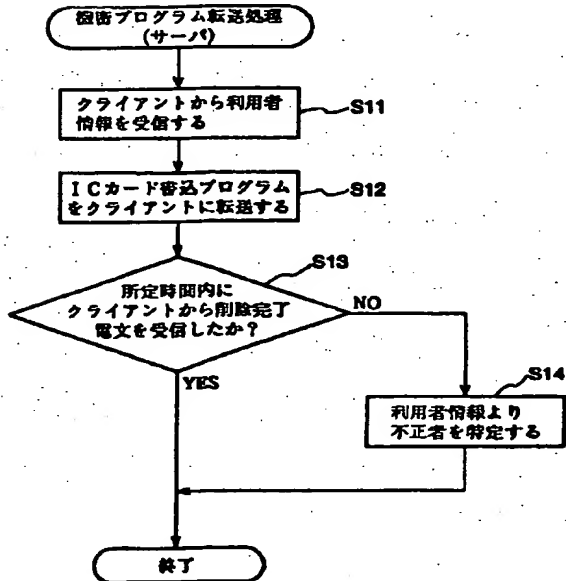 機密プログラム転送処理
(サーバ)
クライアントから利用者
情報を受信する
S11
ICカード書込プログラム
をクライアントに転送する
S12
S13
所定時間内に
クライアントから削除完了
電文を受信したか?
NO
YES
S14
利用者情報より
不正者を特定する
終了